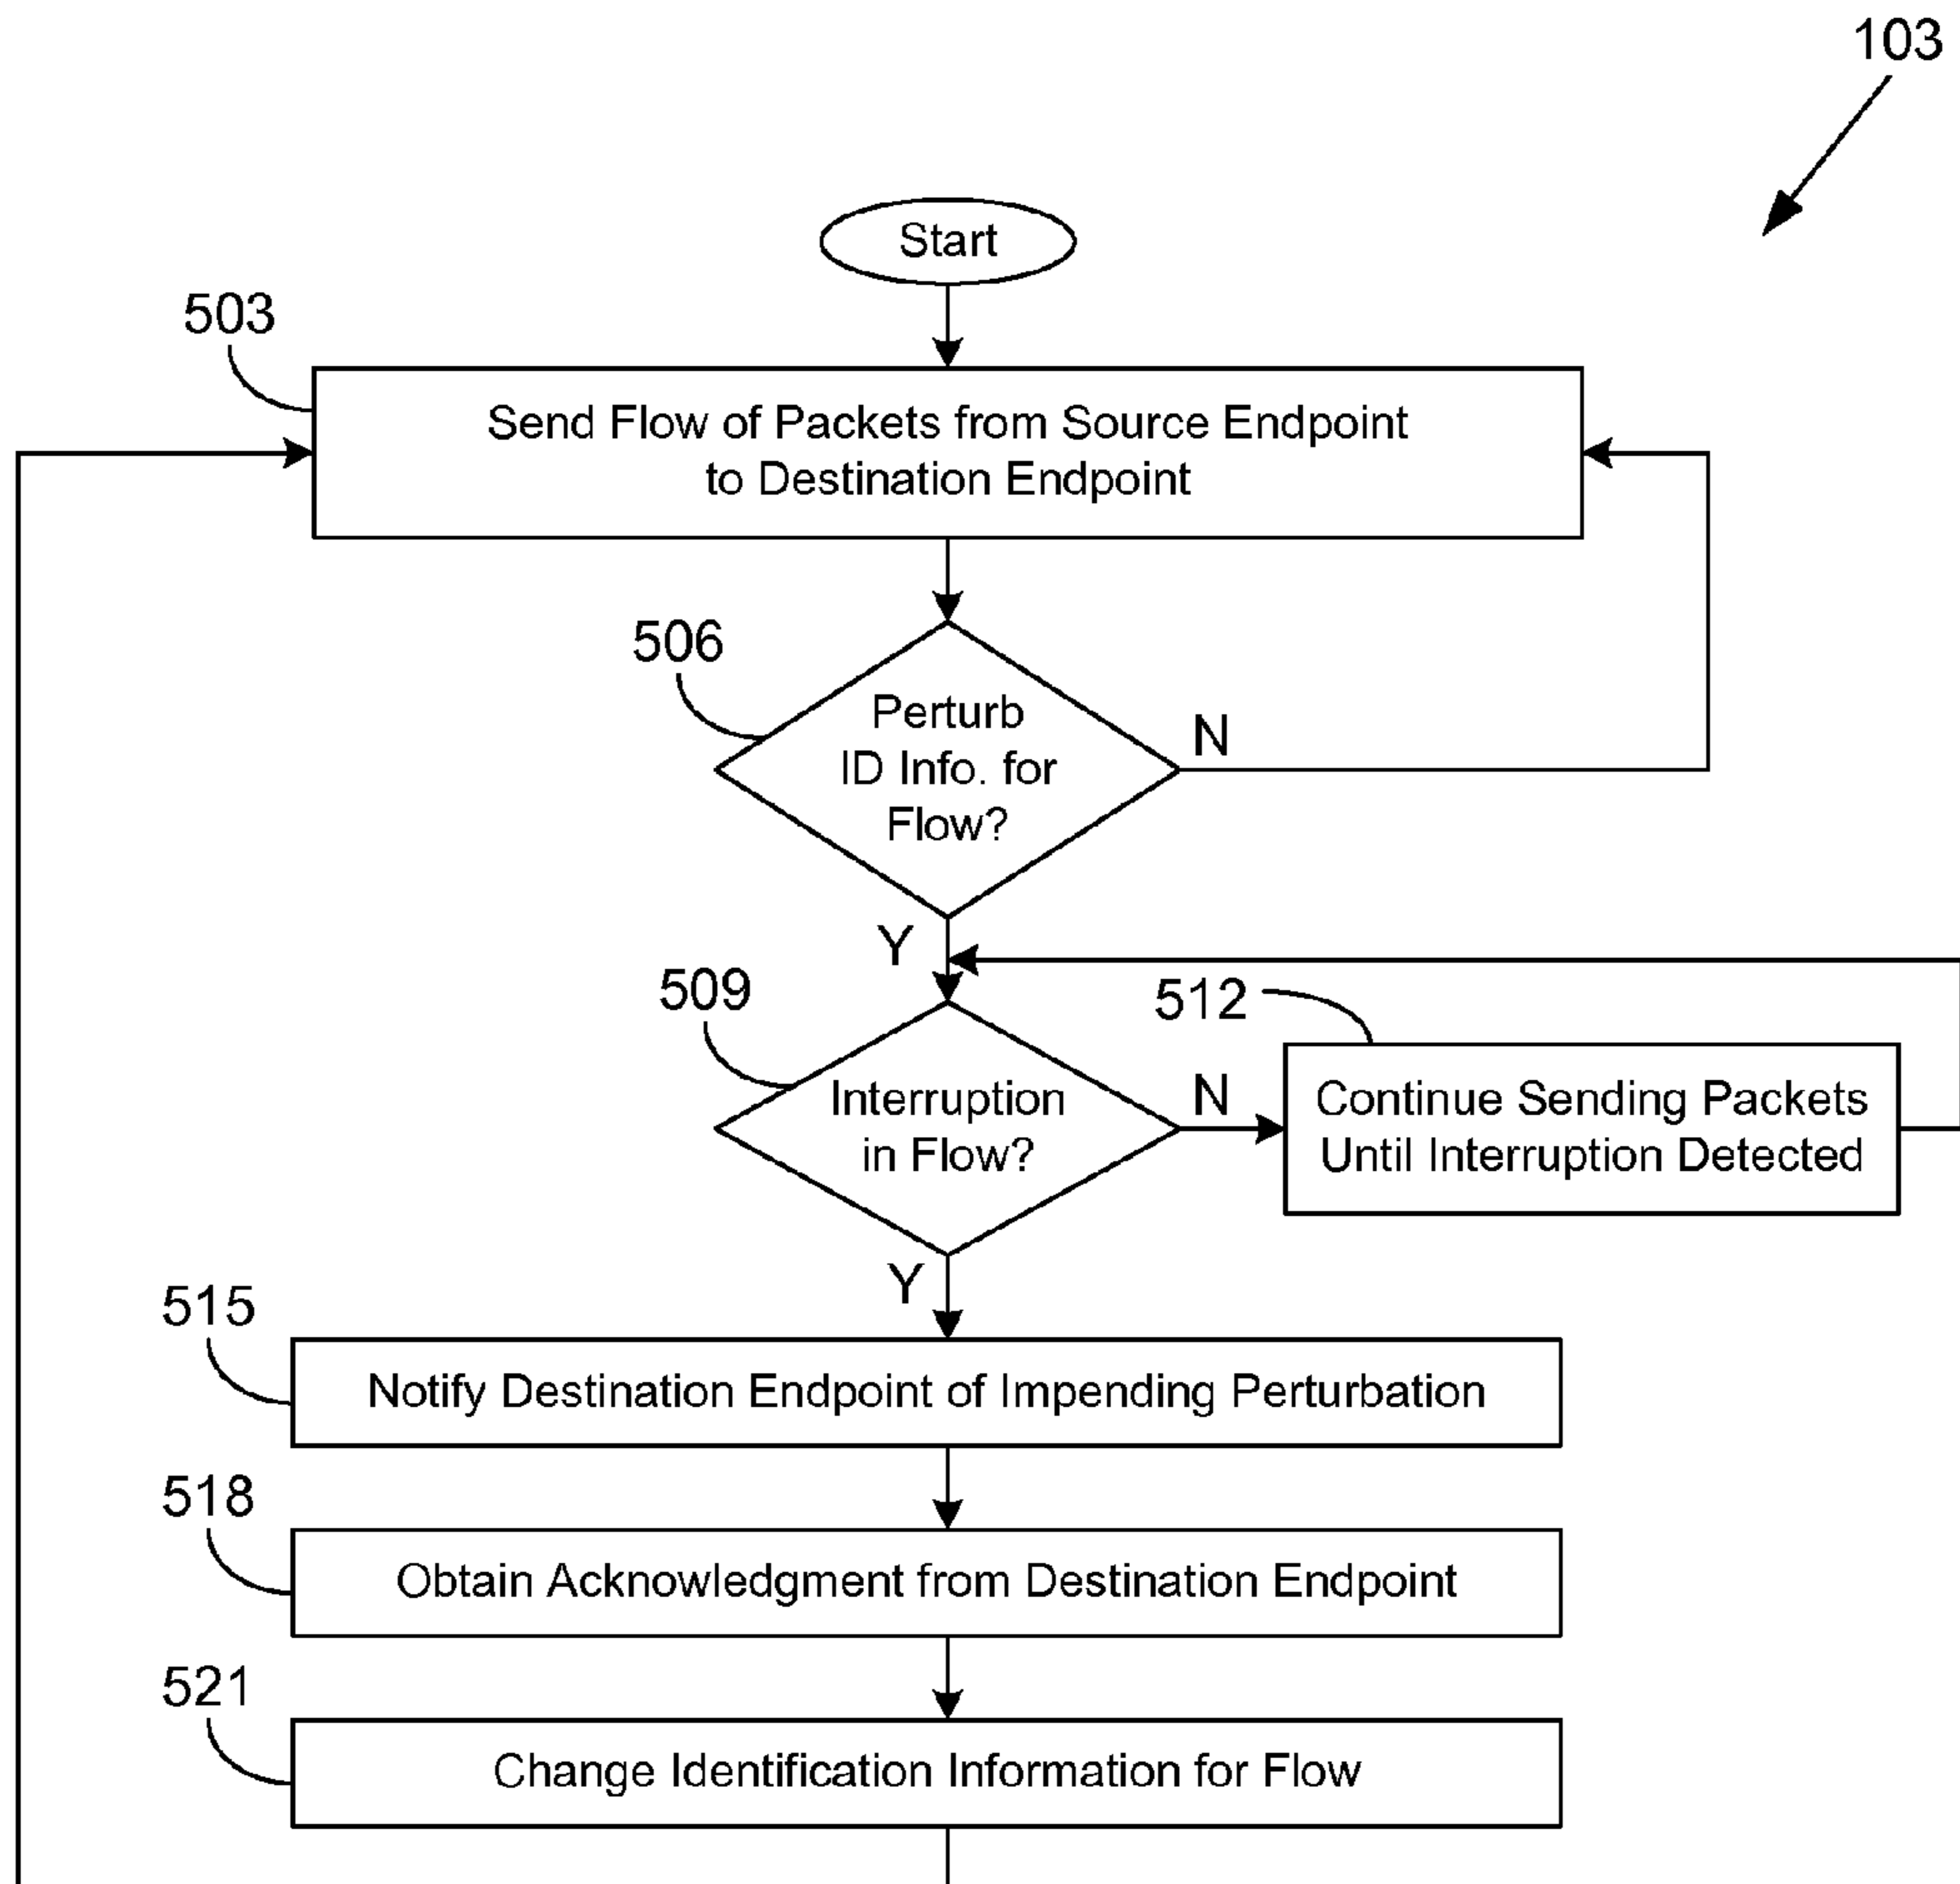 103
Start
503
Send Flow of Packets from Source Endpoint
to Destination Endpoint
506
Perturb
ID Info. for
Flow?
N
Y
509
512
Interruption
in Flow?
N
Continue Sending Packets
Until Interruption Detected
Y
515
Notify Destination Endpoint of Impending Perturbation
518
Obtain Acknowledgment from Destination Endpoint
521
Change Identification Information for Flow